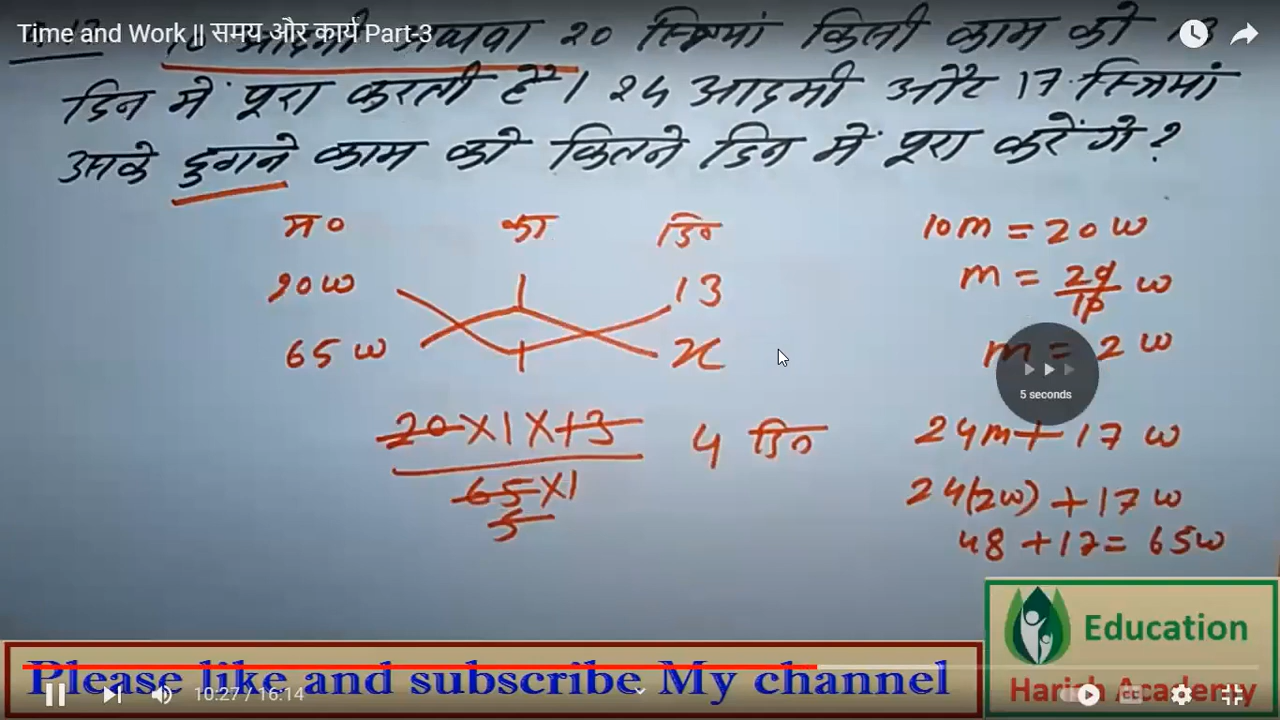 Time and Work || समय और कार्य Part-3
10 आदमी अथवा 20 स्त्रियां किसी काम को 13
दिन में पूरा करती हैं। 24 आदमी और 17 स्त्रियां
उसके दुगने काम को कितने दिन में पूरा करेंगे?
म० का दिन
20w 1 13
65w 1 x
20×1×13
65×1
5
4 दिन
10m = 20w
m = 20/10 w
m = 2w
24m + 17w
24(2w) + 17w
48 + 17 = 65w
5 seconds
Education
Harish Academy
Please like and subscribe My channel
10:27 / 16:14